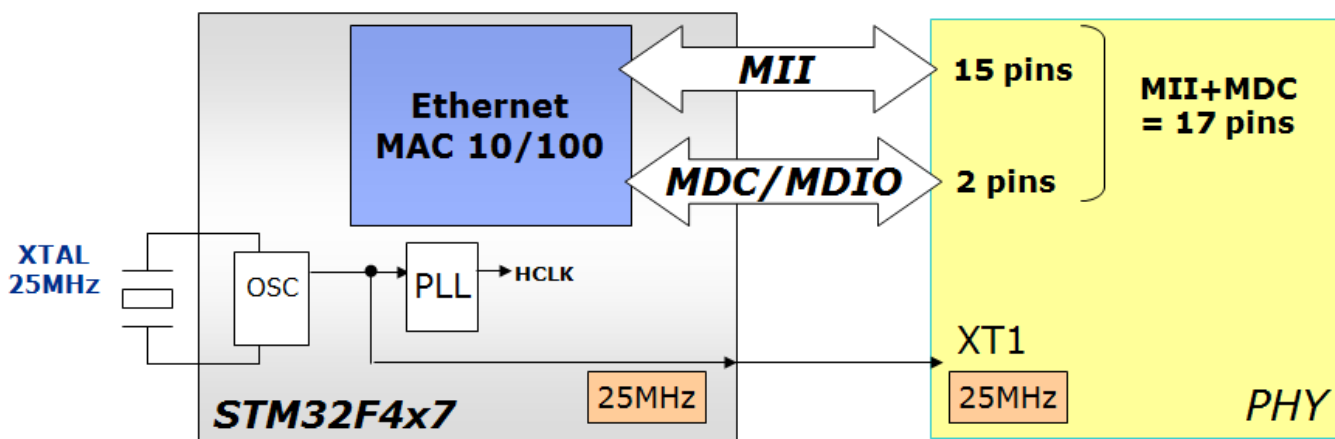 Ethernet
MAC 10/100
MII
15 pins
MII+MDC
= 17 pins
MDC/MDIO
2 pins
XTAL
25MHz
OSC
PLL
HCLK
XT1
25MHz
25MHz
STM32F4x7
PHY